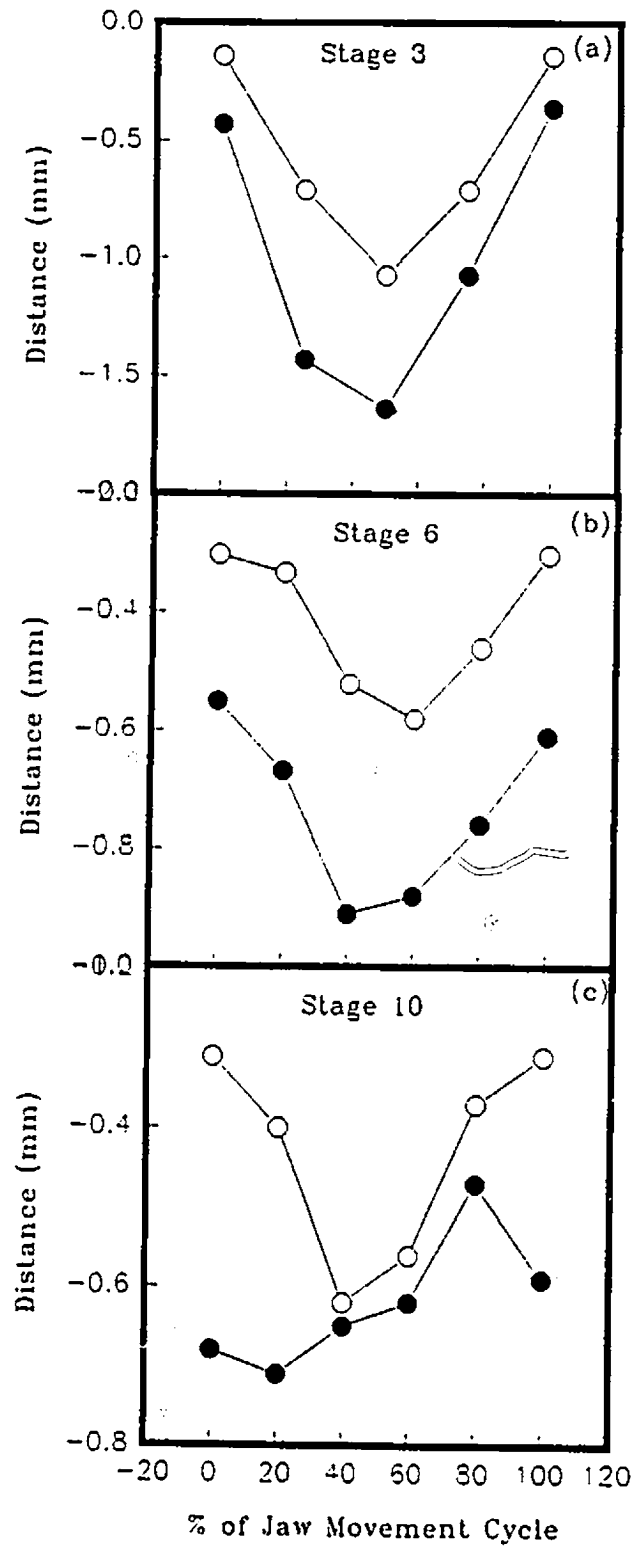 0.0
Stage 3
(a)
-0.5
-1.0
-1.5
Distance (mm)
Stage 6
(b)
-0.4
-0.6
-0.8
Distance (mm)
Stage 10
(c)
-0.4
-0.6
-0.8
Distance (mm)
-20 0 20 40 60 80 100 120
% of Jaw Movement Cycle